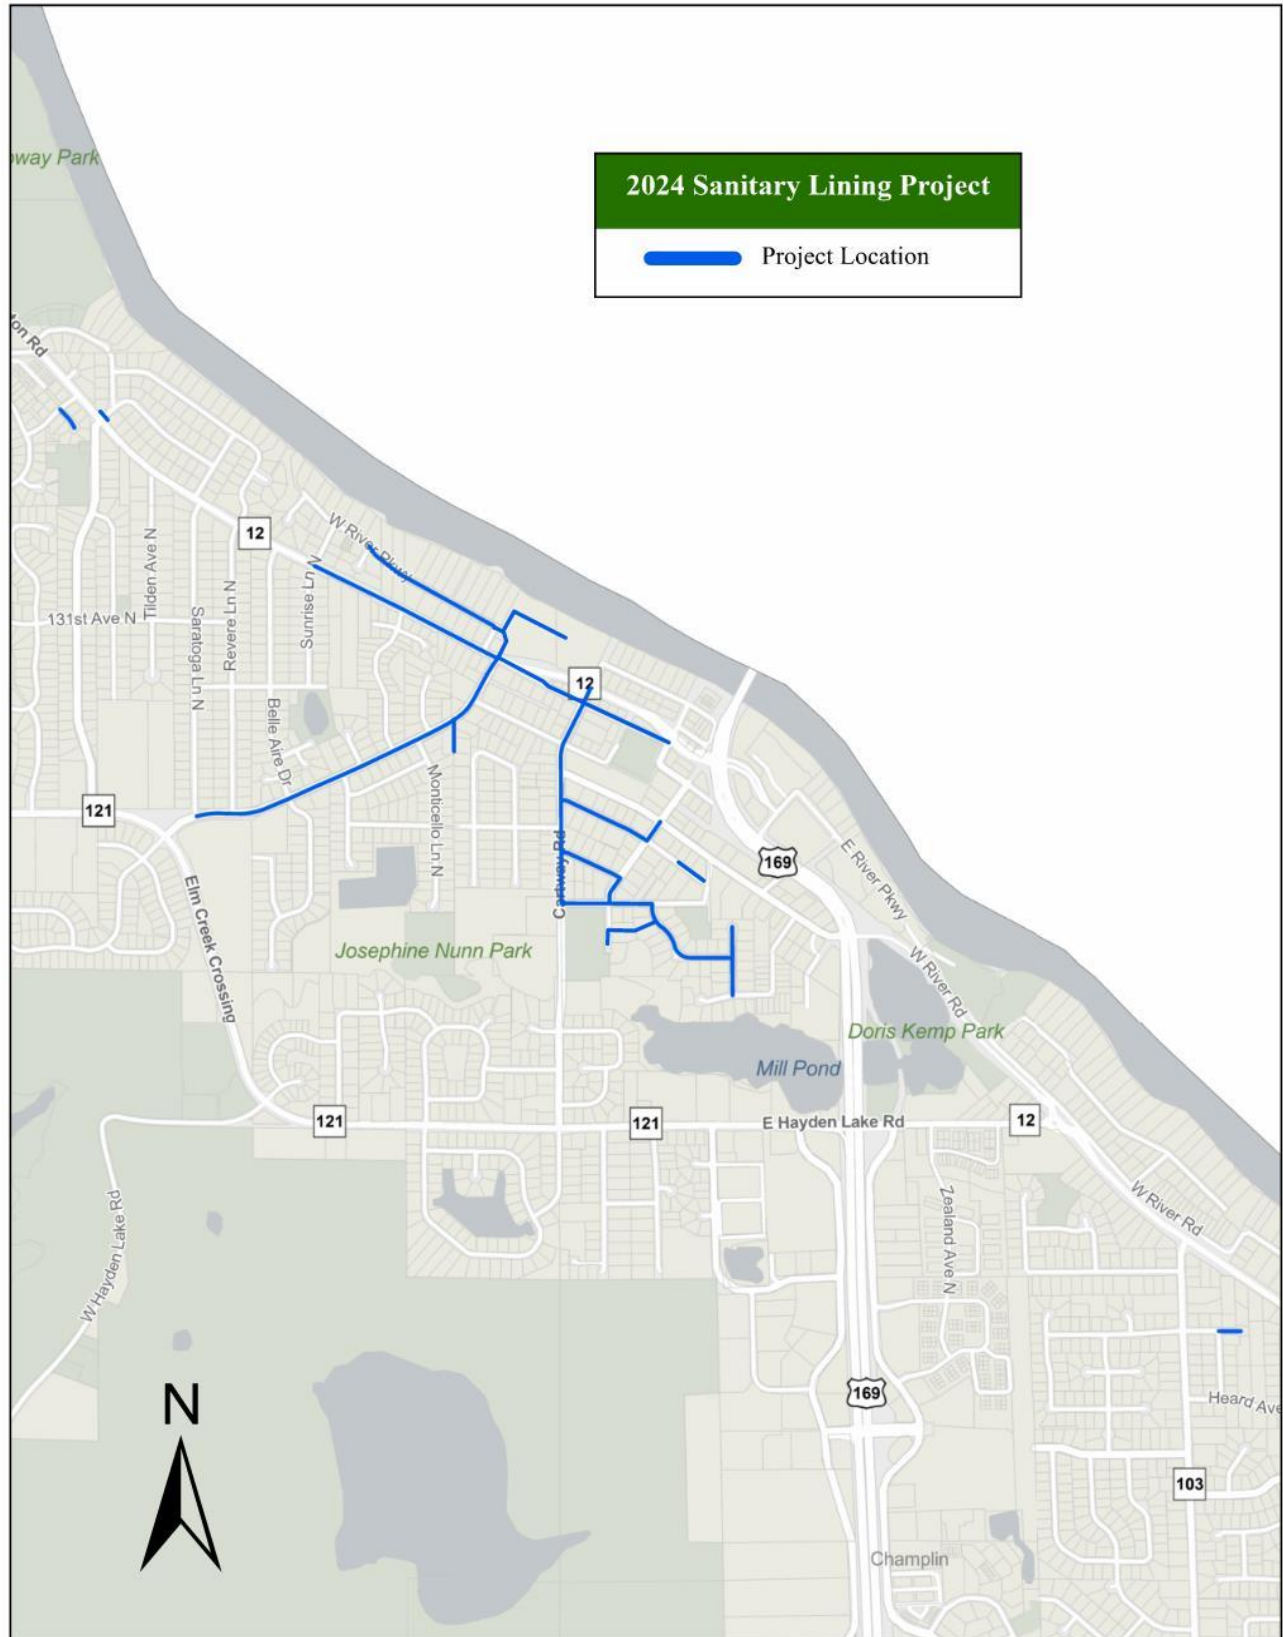 way Park
2024 Sanitary Lining Project
Project Location
ton Rd
12
W River Pkwy
Tilden Ave N
131st Ave N
Saratoga Ln N
Revere Ln N
Sunrise Ln N
12
Belle Aire Dr
Monticello Ln N
121
Cartway Rd
169
E River Pkwy
Elm Creek Crossing
Josephine Nunn Park
W River Rd
Doris Kemp Park
Mill Pond
121
121
E Hayden Lake Rd
12
W Hayden Lake Rd
Zealand Ave N
W River Rd
169
Heard Ave
N
103
Champlin